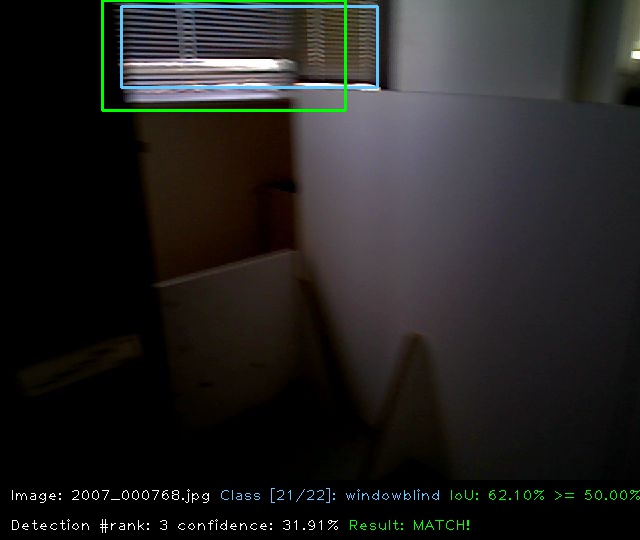 Image: 2007_000768.jpg Class [21/22]: windowblind IoU: 62.10% >= 50.00%
Detection #rank: 3 confidence: 31.91% Result: MATCH!